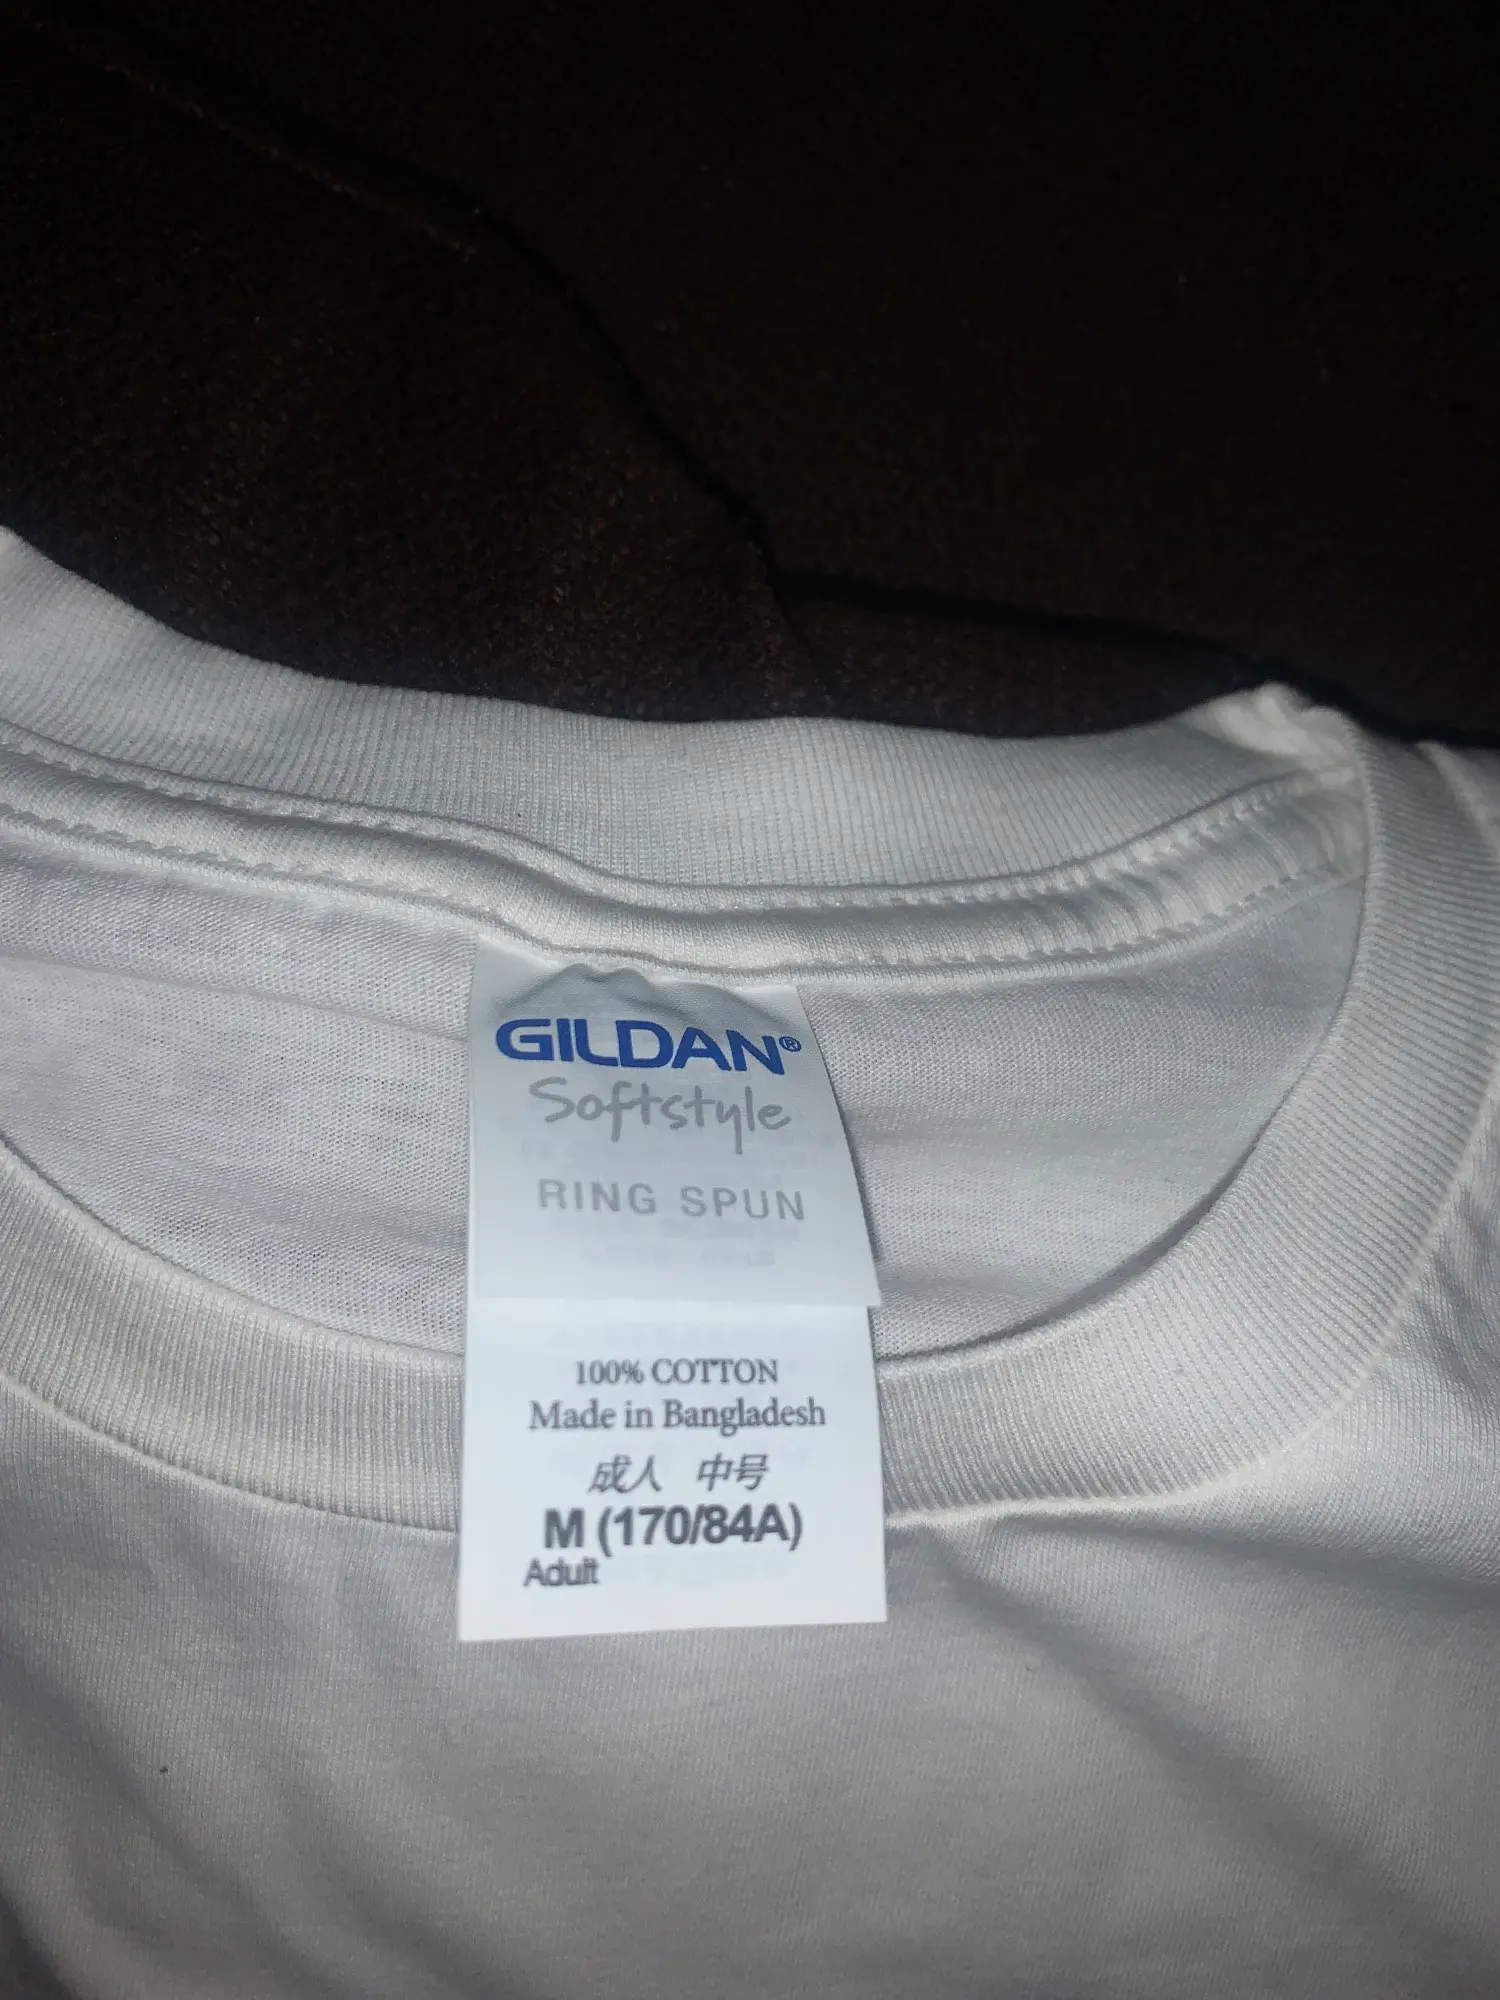 GILDAN®
Softstyle
RING SPUN
100% COTTON
Made in Bangladesh
成人 中号
M (170/84A)
Adult